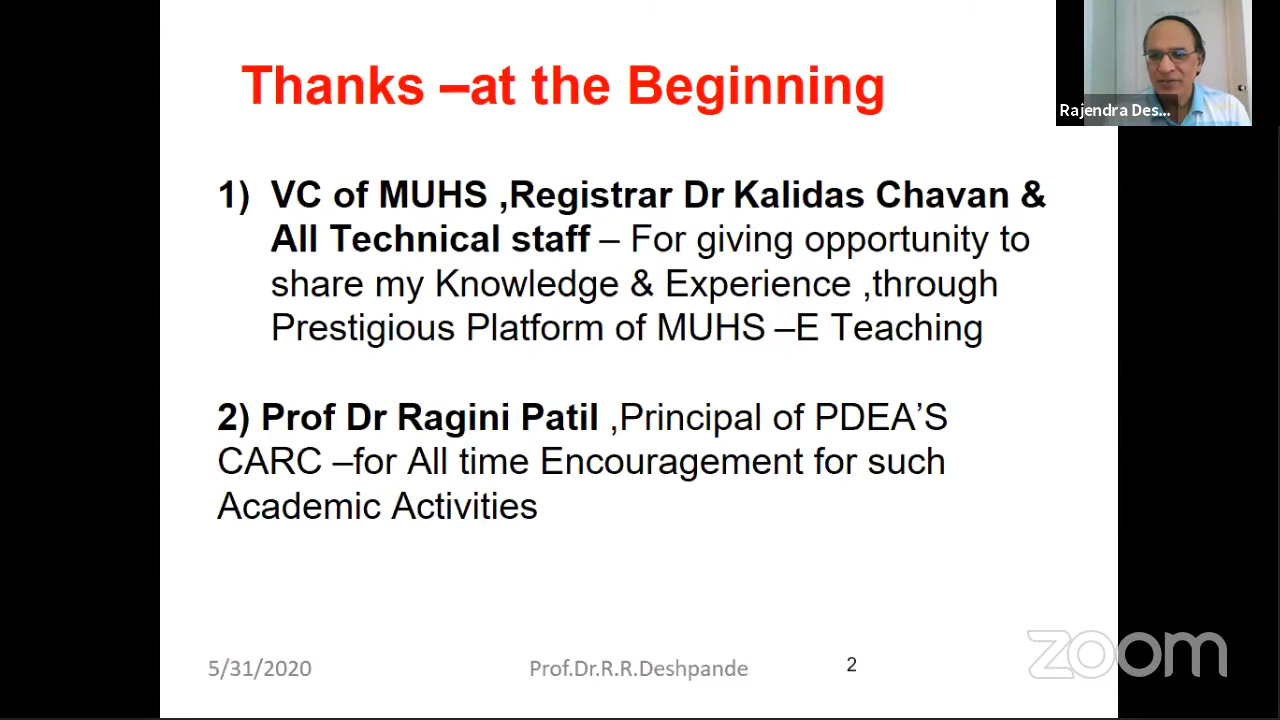 Thanks –at the Beginning
Rajendra Des...
1) VC of MUHS ,Registrar Dr Kalidas Chavan &
All Technical staff – For giving opportunity to
share my Knowledge & Experience ,through
Prestigious Platform of MUHS –E Teaching
2) Prof Dr Ragini Patil ,Principal of PDEA’S
CARC –for All time Encouragement for such
Academic Activities
5/31/2020
Prof.Dr.R.R.Deshpande
2
zoom